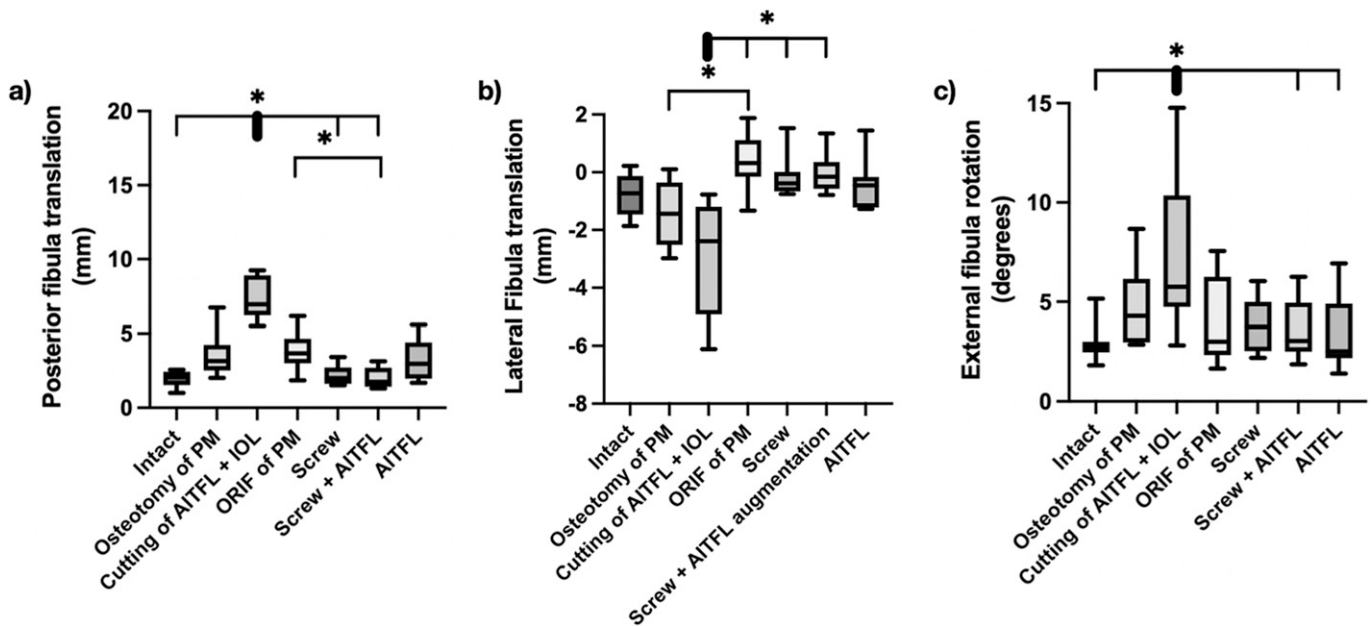 a)
Posterior fibula translation
(mm)
20
15
10
5
0
*
*
Intact
Osteotomy of PM
Cutting of AITFL + IOL
ORIF of PM
Screw
Screw + AITFL
AITFL
b)
Lateral Fibula translation
(mm)
2
0
-2
-4
-6
-8
*
*
Intact
Osteotomy of PM
Cutting of AITFL + IOL
ORIF of PM
Screw
Screw + AITFL augmentation
AITFL
c)
External fibula rotation
(degrees)
15
10
5
0
*
Intact
Osteotomy of PM
Cutting of AITFL + IOL
ORIF of PM
Screw
Screw + AITFL
AITFL